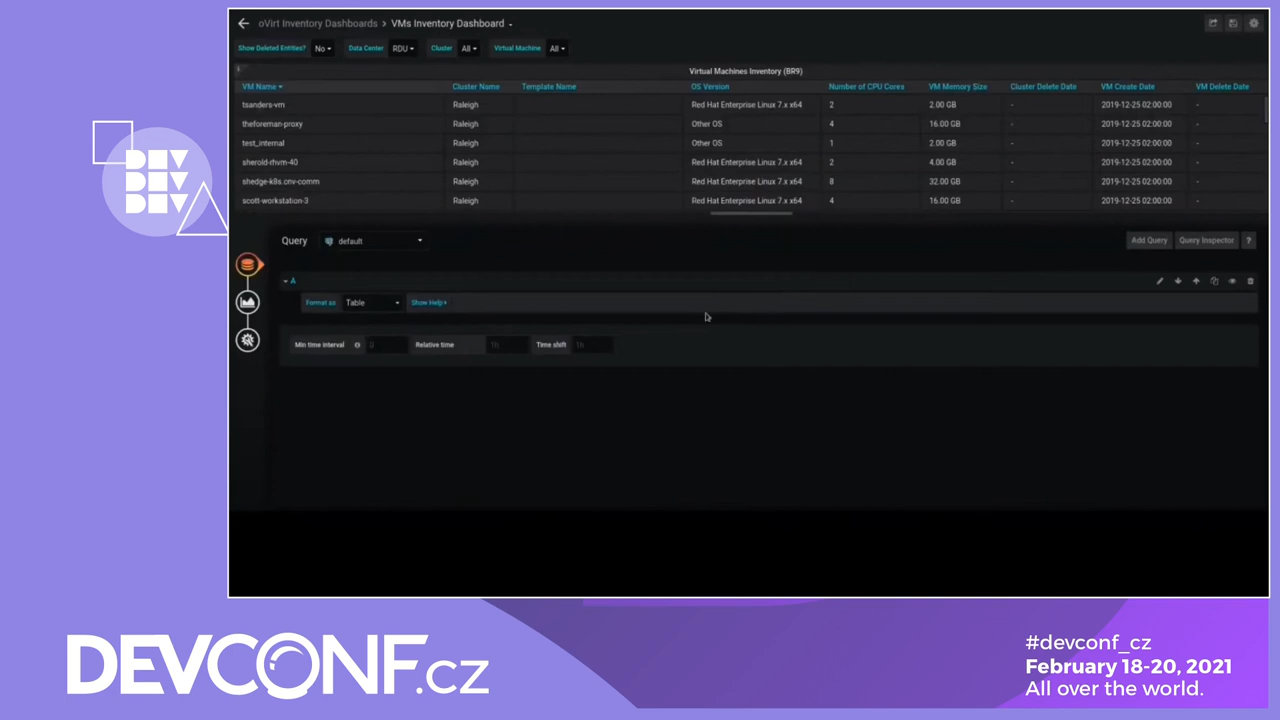 oVirt Inventory Dashboards > VMs Inventory Dashboard
Show Deleted Entities? No Data Center RDU Cluster All Virtual Machine All
Virtual Machines Inventory (BR9)
VM Name Cluster Name Template Name OS Version Number of CPU Cores VM Memory Size Cluster Delete Date VM Create Date VM Delete Date
tsanders-vm Raleigh Red Hat Enterprise Linux 7.x x64 2 2.00 GB - 2019-12-25 02:00:00 -
theforeman-proxy Raleigh Other OS 4 16.00 GB - 2019-12-25 02:00:00 -
test_internal Raleigh Other OS 1 2.00 GB - 2019-12-25 02:00:00 -
sherold-rhvm-40 Raleigh Red Hat Enterprise Linux 7.x x64 2 4.00 GB - 2019-12-25 02:00:00 -
shedge-k8s.cnv-comm Raleigh Red Hat Enterprise Linux 7.x x64 8 32.00 GB - 2019-12-25 02:00:00 -
scott-workstation-3 Raleigh Red Hat Enterprise Linux 7.x x64 4 16.00 GB - 2019-12-25 02:00:00 -
DEV
DEV
DEV
Query default Add Query Query Inspector ?
A
Format as Table Show Help
Min time interval 0 Relative time 1h Time shift 1h
DEVCONF.cz
#devconf_cz
February 18-20, 2021
All over the world.